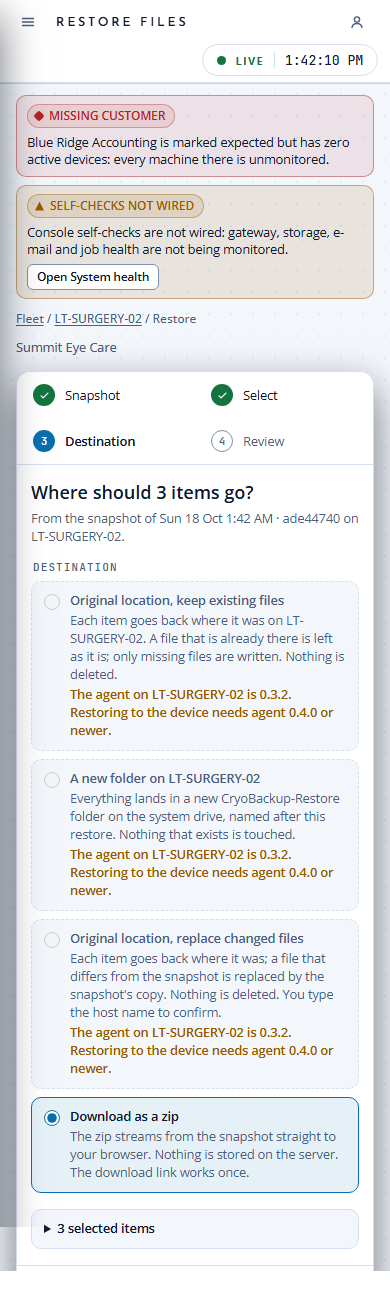 RESTORE FILES
LIVE 1:42:10 PM
MISSING CUSTOMER
Blue Ridge Accounting is marked expected but has zero
active devices: every machine there is unmonitored.
SELF-CHECKS NOT WIRED
Console self-checks are not wired: gateway, storage, e-
mail and job health are not being monitored.
Open System health
Fleet / LT-SURGERY-02 / Restore
Summit Eye Care
Snapshot
Select
3 Destination
4 Review
Where should 3 items go?
From the snapshot of Sun 18 Oct 1:42 AM · ade44740 on
LT-SURGERY-02.
DESTINATION
Original location, keep existing files
Each item goes back where it was on LT-
SURGERY-02. A file that is already there is left
as it is; only missing files are written. Nothing is
deleted.
The agent on LT-SURGERY-02 is 0.3.2.
Restoring to the device needs agent 0.4.0 or
newer.
A new folder on LT-SURGERY-02
Everything lands in a new CryoBackup-Restore
folder on the system drive, named after this
restore. Nothing that exists is touched.
The agent on LT-SURGERY-02 is 0.3.2.
Restoring to the device needs agent 0.4.0 or
newer.
Original location, replace changed files
Each item goes back where it was; a file that
differs from the snapshot is replaced by the
snapshot's copy. Nothing is deleted. You type
the host name to confirm.
The agent on LT-SURGERY-02 is 0.3.2.
Restoring to the device needs agent 0.4.0 or
newer.
Download as a zip
The zip streams from the snapshot straight to
your browser. Nothing is stored on the server.
The download link works once.
3 selected items